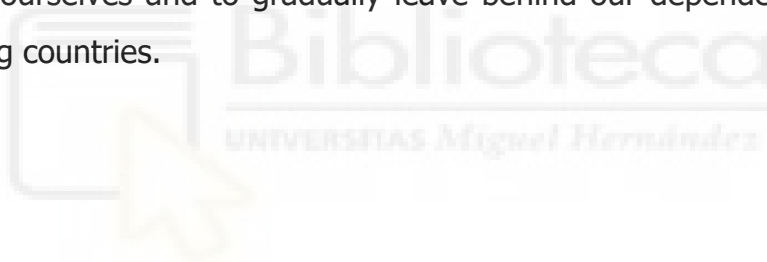 ourselves and to gradually leave behind our depende
g countries.
Biblioteca
UNIVERSITAS Miguel Hernández